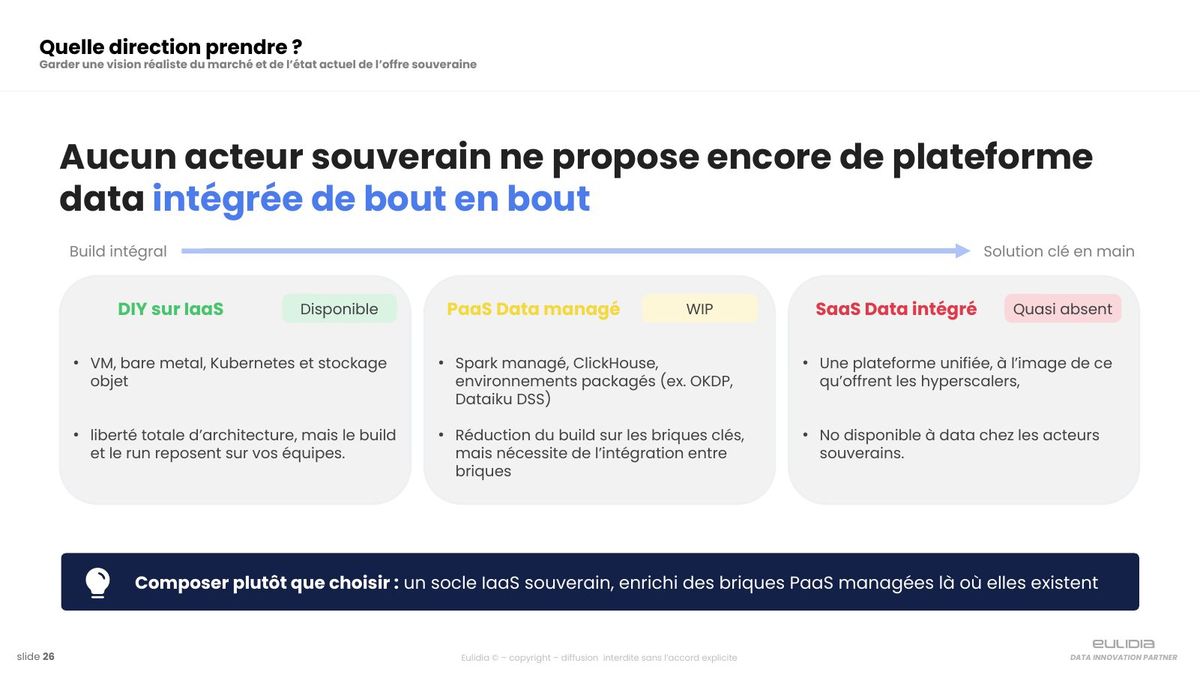 Quelle direction prendre ?
Garder une vision réaliste du marché et de l'état actuel de l'offre souveraine
Aucun acteur souverain ne propose encore de plateforme
data intégrée de bout en bout
Build intégral
Solution clé en main
DIY sur IaaS
Disponible
• VM, bare metal, Kubernetes et stockage
objet
• liberté totale d'architecture, mais le build
et le run reposent sur vos équipes.
PaaS Data managé
WIP
• Spark managé, ClickHouse,
environnements packagés (ex. OKDP,
Dataiku DSS)
• Réduction du build sur les briques clés,
mais nécessite de l'intégration entre
briques
SaaS Data intégré
Quasi absent
• Une plateforme unifiée, à l'image de ce
qu'offrent les hyperscalers,
• No disponible à data chez les acteurs
souverains.
Composer plutôt que choisir : un socle IaaS souverain, enrichi des briques PaaS managées là où elles existent
slide 26
Eulidia © – copyright – diffusion interdite sans l'accord explicite
EULIDIA
DATA INNOVATION PARTNER